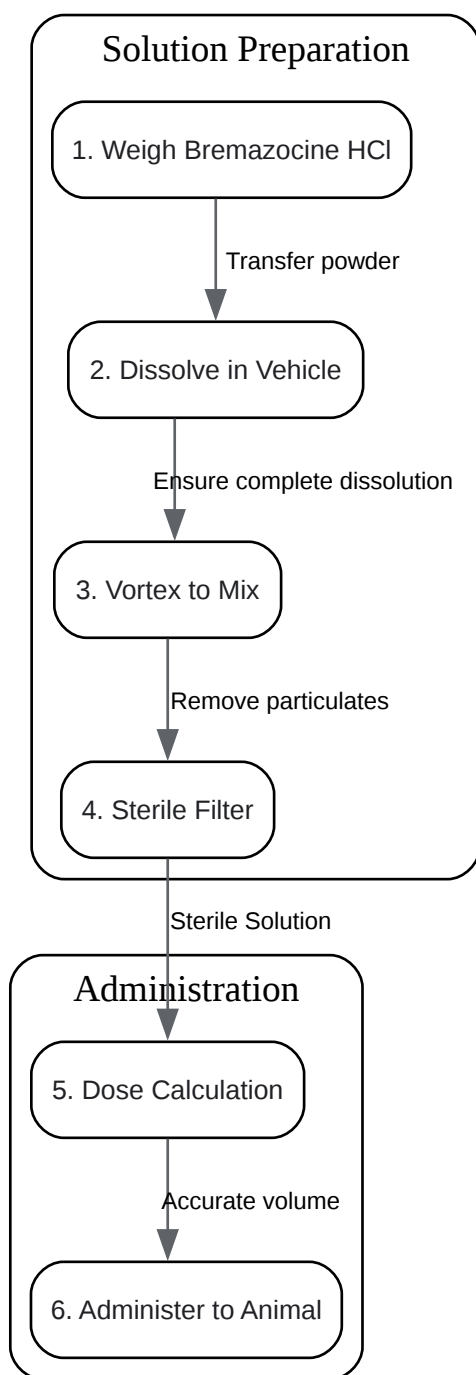 Solution Preparation
1. Weigh Bremazocine HCl
Transfer powder
2. Dissolve in Vehicle
Ensure complete dissolution
3. Vortex to Mix
Remove particulates
4. Sterile Filter
Sterile Solution
Administration
5. Dose Calculation
Accurate volume
6. Administer to Animal